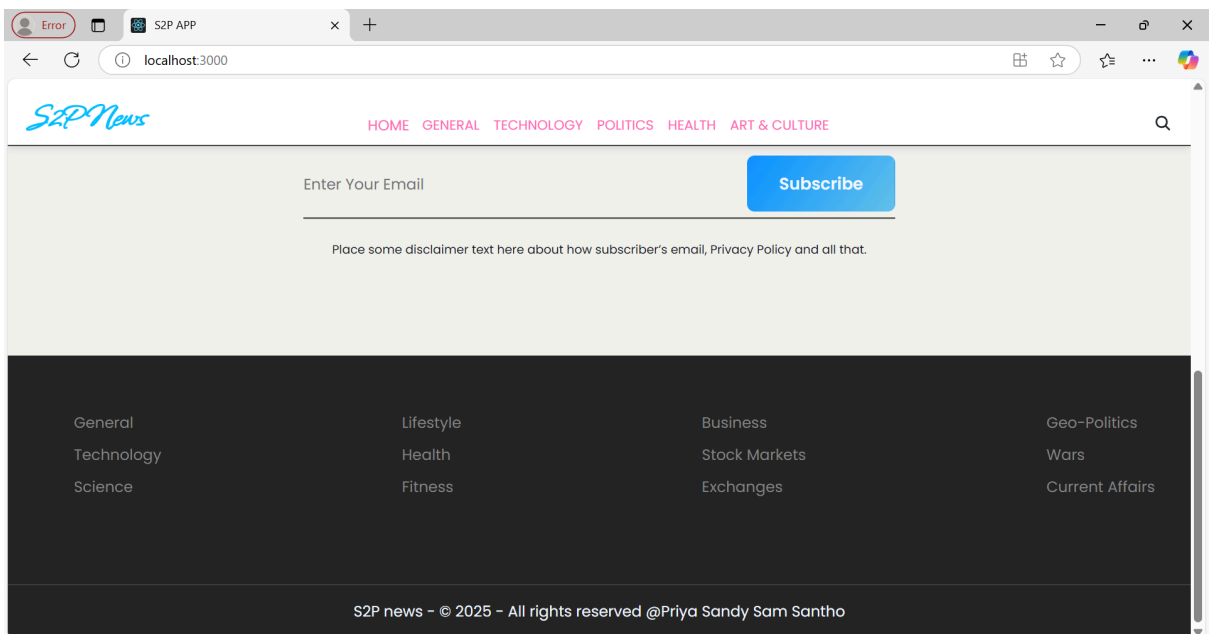 Error
S2P APP
localhost:3000
S2PNews
HOME GENERAL TECHNOLOGY POLITICS HEALTH ART & CULTURE
Enter Your Email
Subscribe
Place some disclaimer text here about how subscriber's email, Privacy Policy and all that.
General Lifestyle Business Geo-Politics
Technology Health Stock Markets Wars
Science Fitness Exchanges Current Affairs
S2P news - © 2025 - All rights reserved @Priya Sandy Sam Santho